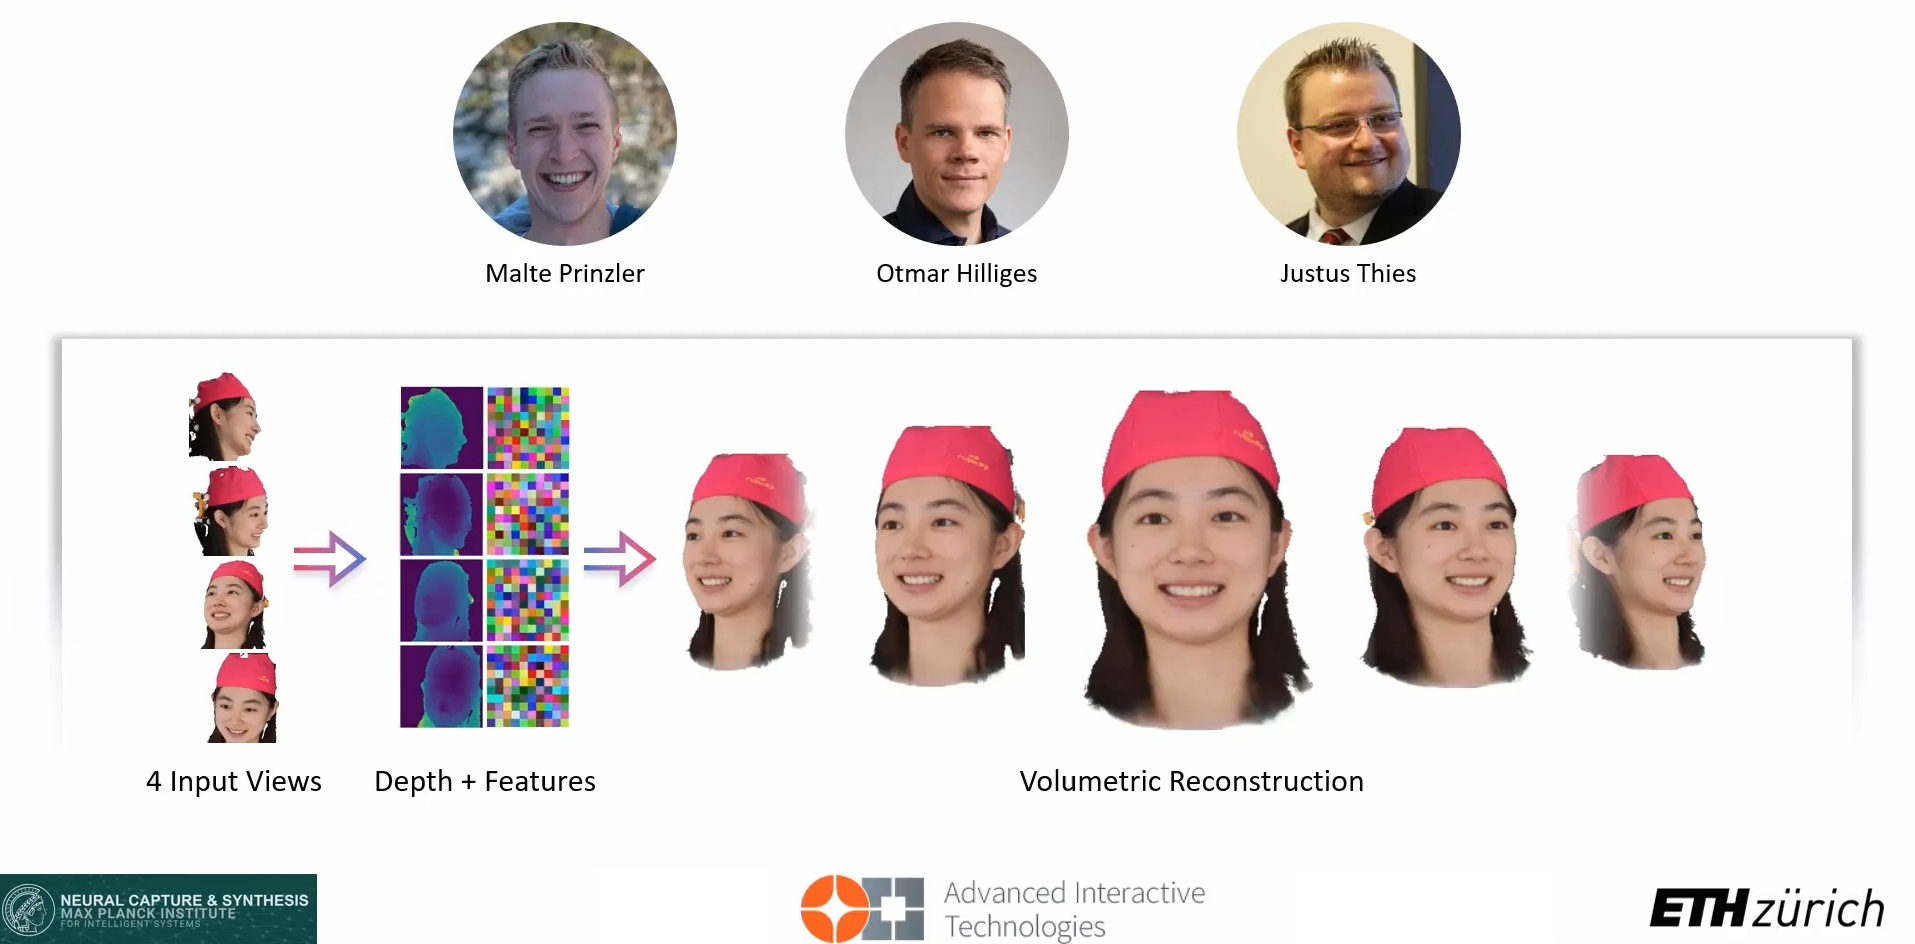 Malte Prinzler
Otmar Hilliges
Justus Thies
4 Input Views
Depth + Features
Volumetric Reconstruction
NEURAL CAPTURE & SYNTHESIS
MAX PLANCK INSTITUTE
FOR INTELLIGENT SYSTEMS
Advanced Interactive
Technologies
ETH zürich